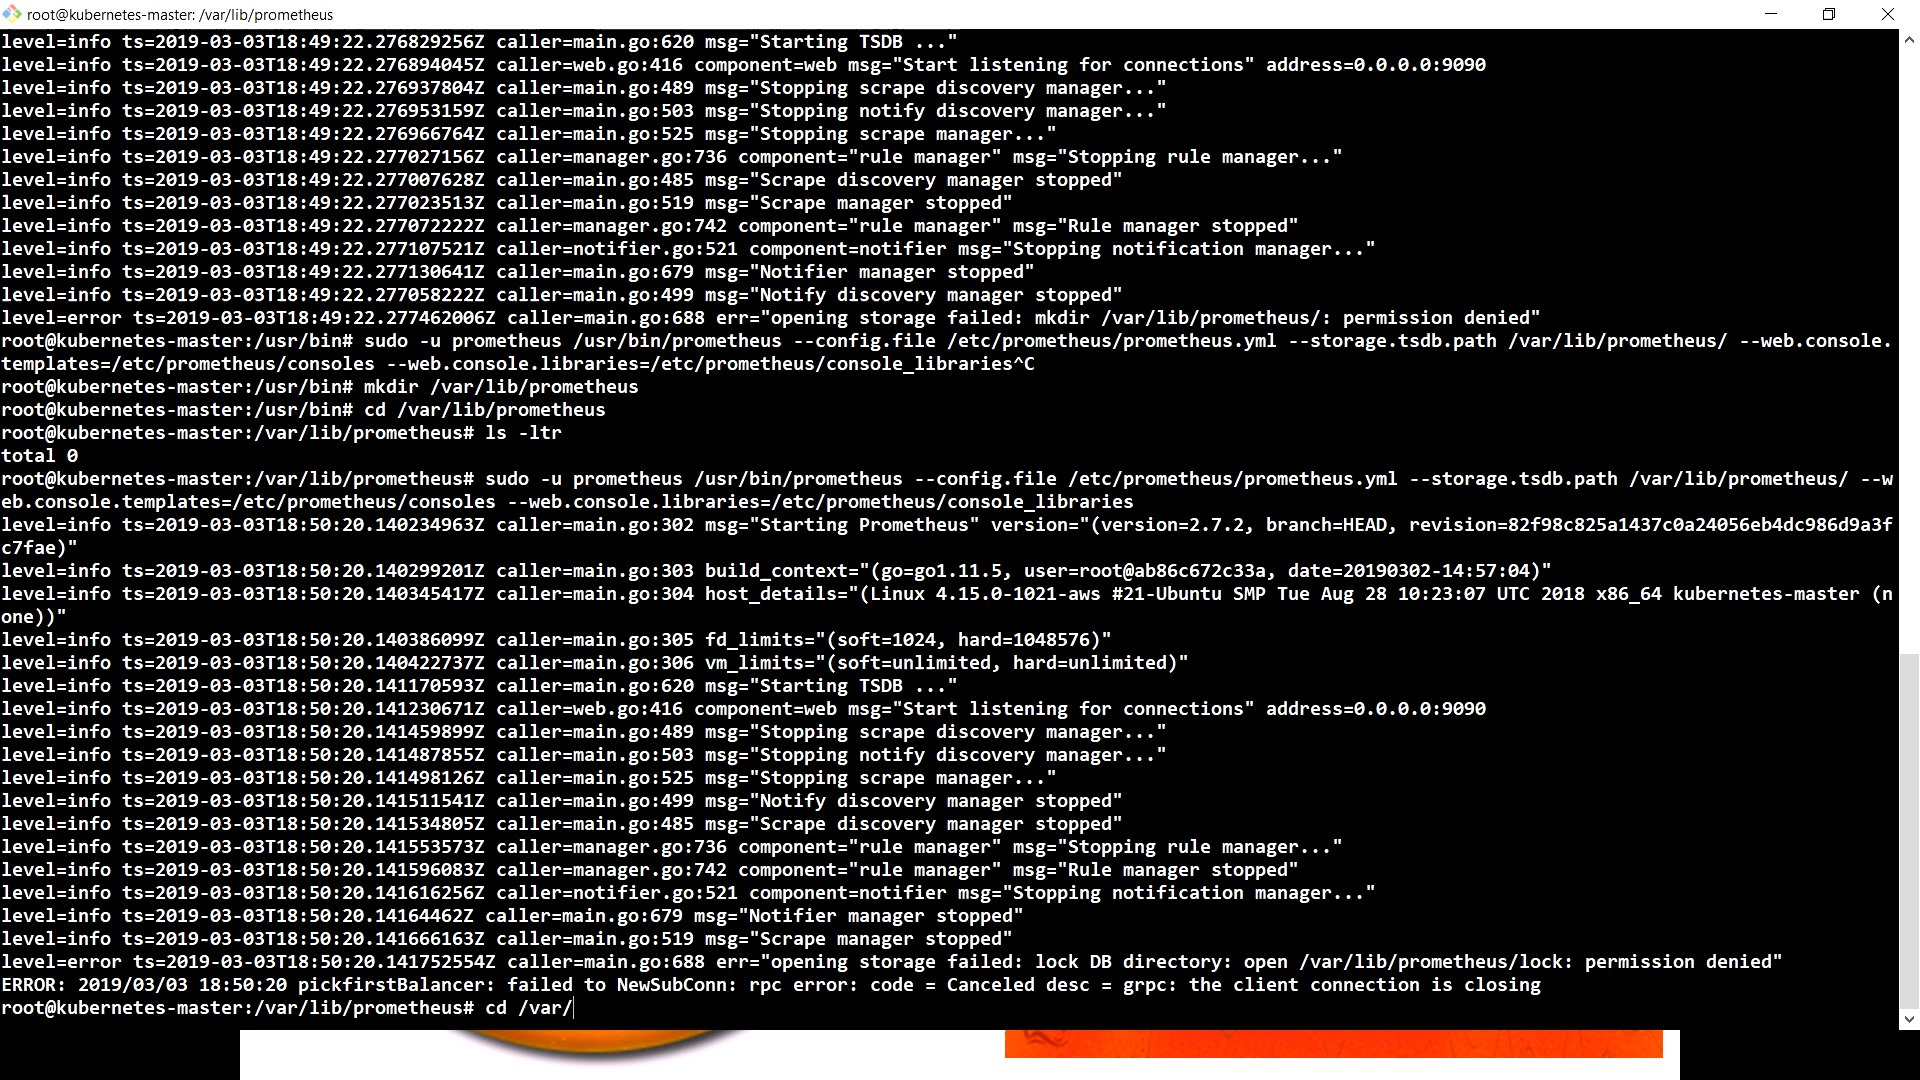 root@kubernetes-master: /var/lib/prometheus
level=info ts=2019-03-03T18:49:22.276829256Z caller=main.go:620 msg="Starting TSDB ..."
level=info ts=2019-03-03T18:49:22.276894045Z caller=web.go:416 component=web msg="Start listening for connections" address=0.0.0.0:9090
level=info ts=2019-03-03T18:49:22.276937804Z caller=main.go:489 msg="Stopping scrape discovery manager..."
level=info ts=2019-03-03T18:49:22.276953159Z caller=main.go:503 msg="Stopping notify discovery manager..."
level=info ts=2019-03-03T18:49:22.276966764Z caller=main.go:525 msg="Stopping scrape manager..."
level=info ts=2019-03-03T18:49:22.277027156Z caller=manager.go:736 component="rule manager" msg="Stopping rule manager..."
level=info ts=2019-03-03T18:49:22.277007628Z caller=main.go:485 msg="Scrape discovery manager stopped"
level=info ts=2019-03-03T18:49:22.277023513Z caller=main.go:519 msg="Scrape manager stopped"
level=info ts=2019-03-03T18:49:22.277072222Z caller=manager.go:742 component="rule manager" msg="Rule manager stopped"
level=info ts=2019-03-03T18:49:22.277107521Z caller=notifier.go:521 component=notifier msg="Stopping notification manager..."
level=info ts=2019-03-03T18:49:22.277130641Z caller=main.go:679 msg="Notifier manager stopped"
level=info ts=2019-03-03T18:49:22.277058222Z caller=main.go:499 msg="Notify discovery manager stopped"
level=error ts=2019-03-03T18:49:22.277462006Z caller=main.go:688 err="opening storage failed: mkdir /var/lib/prometheus/: permission denied"
root@kubernetes-master:/usr/bin# sudo -u prometheus /usr/bin/prometheus --config.file /etc/prometheus/prometheus.yml --storage.tsdb.path /var/lib/prometheus/ --web.console.
templates=/etc/prometheus/consoles --web.console.libraries=/etc/prometheus/console_libraries^C
root@kubernetes-master:/usr/bin# mkdir /var/lib/prometheus
root@kubernetes-master:/usr/bin# cd /var/lib/prometheus
root@kubernetes-master:/var/lib/prometheus# ls -ltr
total 0
root@kubernetes-master:/var/lib/prometheus# sudo -u prometheus /usr/bin/prometheus --config.file /etc/prometheus/prometheus.yml --storage.tsdb.path /var/lib/prometheus/ --w
eb.console.templates=/etc/prometheus/consoles --web.console.libraries=/etc/prometheus/console_libraries
level=info ts=2019-03-03T18:50:20.140234963Z caller=main.go:302 msg="Starting Prometheus" version="(version=2.7.2, branch=HEAD, revision=82f98c825a1437c0a24056eb4dc986d9a3f
c7fae)"
level=info ts=2019-03-03T18:50:20.140299201Z caller=main.go:303 build_context="(go=go1.11.5, user=root@ab86c672c33a, date=20190302-14:57:04)"
level=info ts=2019-03-03T18:50:20.140345417Z caller=main.go:304 host_details="(Linux 4.15.0-1021-aws #21-Ubuntu SMP Tue Aug 28 10:23:07 UTC 2018 x86_64 kubernetes-master (n
one))"
level=info ts=2019-03-03T18:50:20.140386099Z caller=main.go:305 fd_limits="(soft=1024, hard=1048576)"
level=info ts=2019-03-03T18:50:20.140422737Z caller=main.go:306 vm_limits="(soft=unlimited, hard=unlimited)"
level=info ts=2019-03-03T18:50:20.141170593Z caller=main.go:620 msg="Starting TSDB ..."
level=info ts=2019-03-03T18:50:20.141230671Z caller=web.go:416 component=web msg="Start listening for connections" address=0.0.0.0:9090
level=info ts=2019-03-03T18:50:20.141459899Z caller=main.go:489 msg="Stopping scrape discovery manager..."
level=info ts=2019-03-03T18:50:20.141487855Z caller=main.go:503 msg="Stopping notify discovery manager..."
level=info ts=2019-03-03T18:50:20.141498126Z caller=main.go:525 msg="Stopping scrape manager..."
level=info ts=2019-03-03T18:50:20.141511541Z caller=main.go:499 msg="Notify discovery manager stopped"
level=info ts=2019-03-03T18:50:20.141534805Z caller=main.go:485 msg="Scrape discovery manager stopped"
level=info ts=2019-03-03T18:50:20.141553573Z caller=manager.go:736 component="rule manager" msg="Stopping rule manager..."
level=info ts=2019-03-03T18:50:20.141596083Z caller=manager.go:742 component="rule manager" msg="Rule manager stopped"
level=info ts=2019-03-03T18:50:20.141616256Z caller=notifier.go:521 component=notifier msg="Stopping notification manager..."
level=info ts=2019-03-03T18:50:20.14164462Z caller=main.go:679 msg="Notifier manager stopped"
level=info ts=2019-03-03T18:50:20.141666163Z caller=main.go:519 msg="Scrape manager stopped"
level=error ts=2019-03-03T18:50:20.141752554Z caller=main.go:688 err="opening storage failed: lock DB directory: open /var/lib/prometheus/lock: permission denied"
ERROR: 2019/03/03 18:50:20 pickfirstBalancer: failed to NewSubConn: rpc error: code = Canceled desc = grpc: the client connection is closing
root@kubernetes-master:/var/lib/prometheus# cd /var/